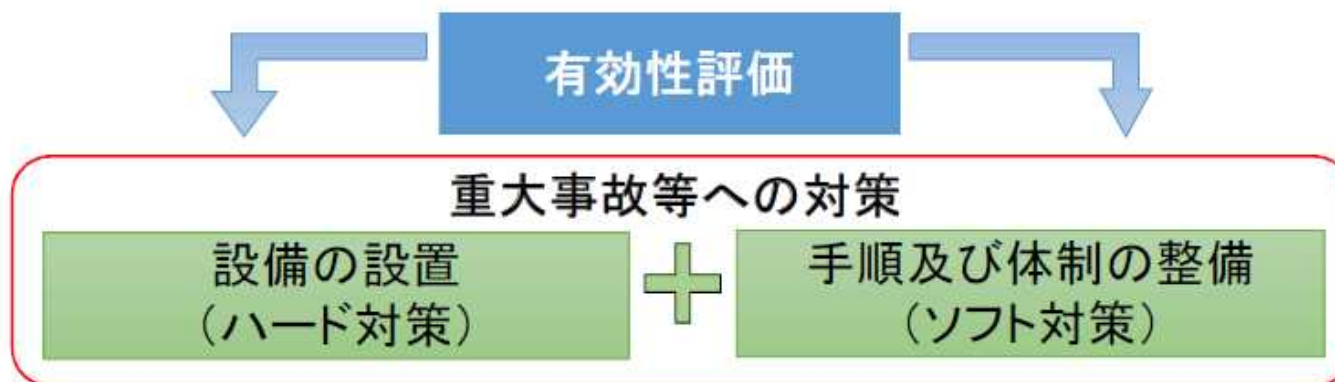 有効性評価
重大事故等への対策
設備の設置
（ハード対策）
手順及び体制の整備
（ソフト対策）